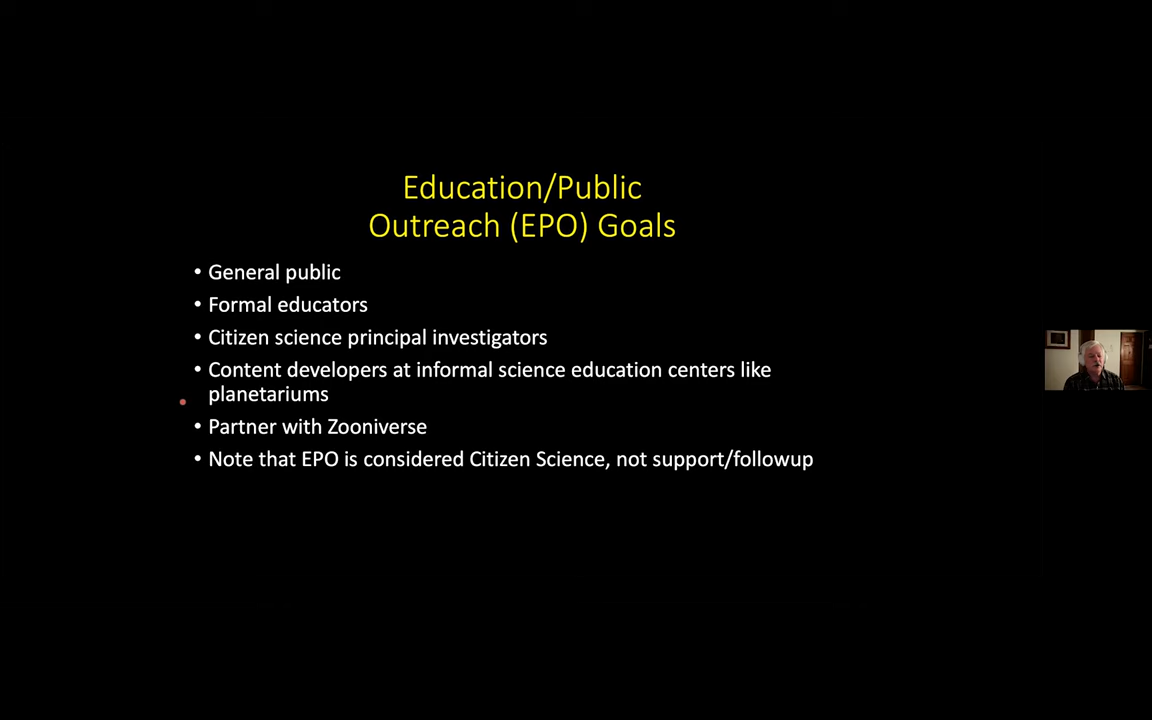 Education/Public
Outreach (EPO) Goals
• General public
• Formal educators
• Citizen science principal investigators
• Content developers at informal science education centers like
planetariums
• Partner with Zooniverse
• Note that EPO is considered Citizen Science, not support/followup